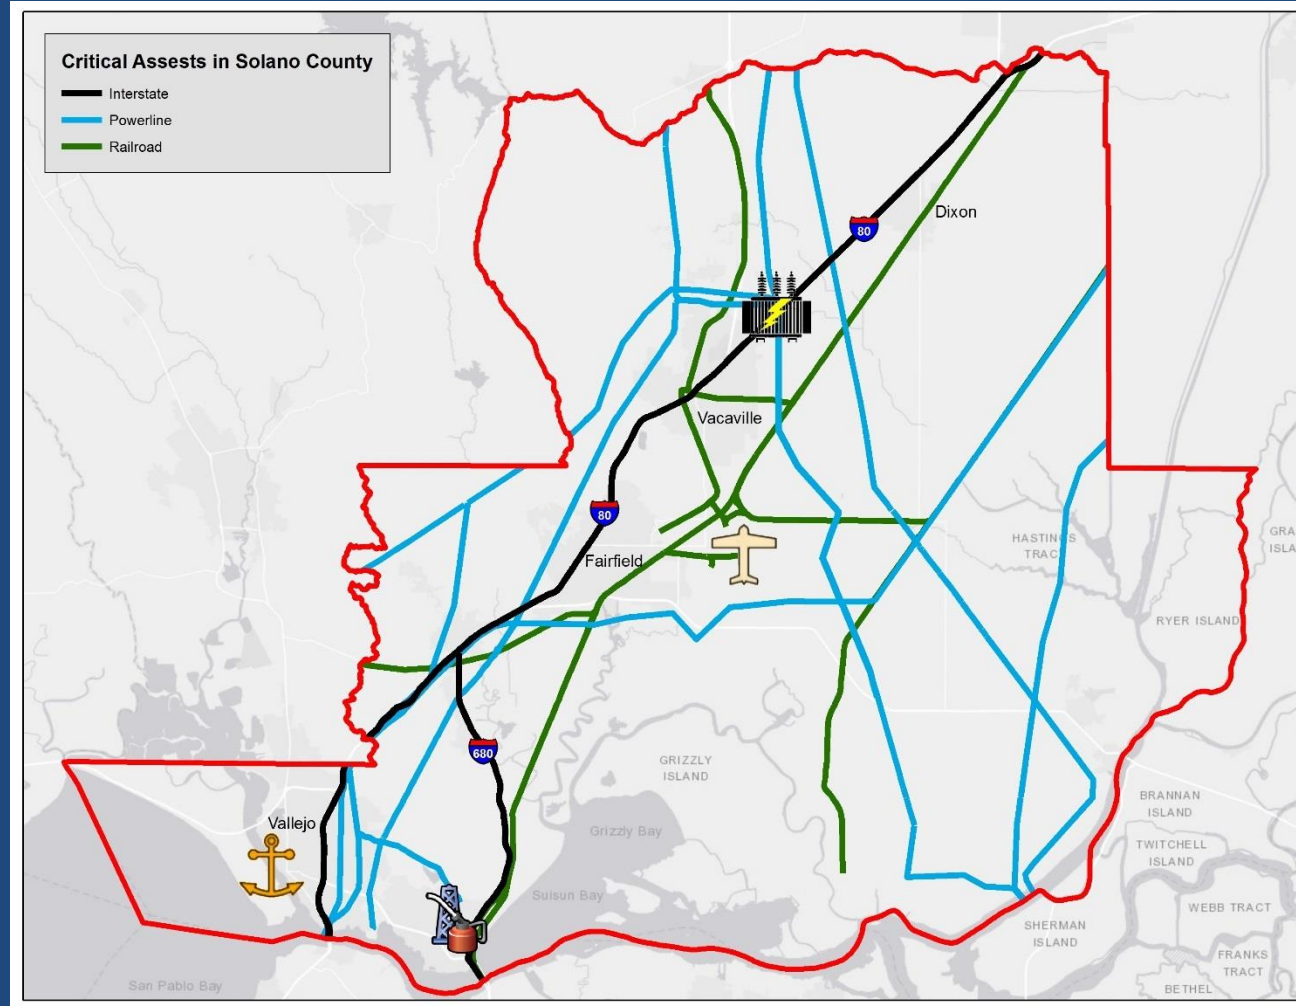 Critical Assests in Solano County
Interstate
Powerline
Railroad
Dixon
80
Vacaville
80
Fairfield
HASTINGS
TRACT
GRA
ISLA
RYER ISLAND
680
GRIZZLY
ISLAND
BRANNAN
ISLAND
Vallejo
Grizzly Bay
TWITCHELL
ISLAND
Suisun Bay
WEBB TRACT
SHERMAN
ISLAND
FRANKS
TRACT
San Pablo Bay
BETHEL